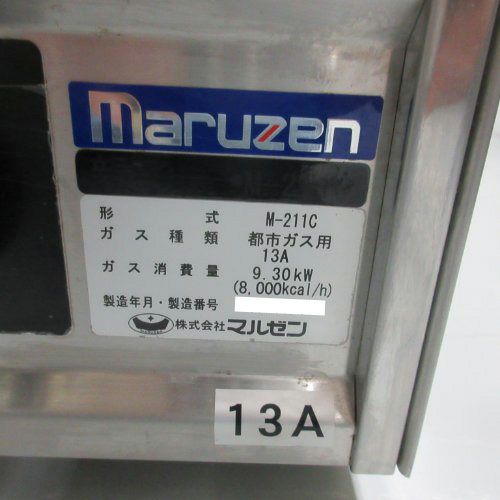 maruzen
形 式 M-211C
ガス種類 都市ガス用
13A
ガス消費量 9.30kW
(8,000kcal/h)
製造年月・製造番号
株式会社マルゼン
13A